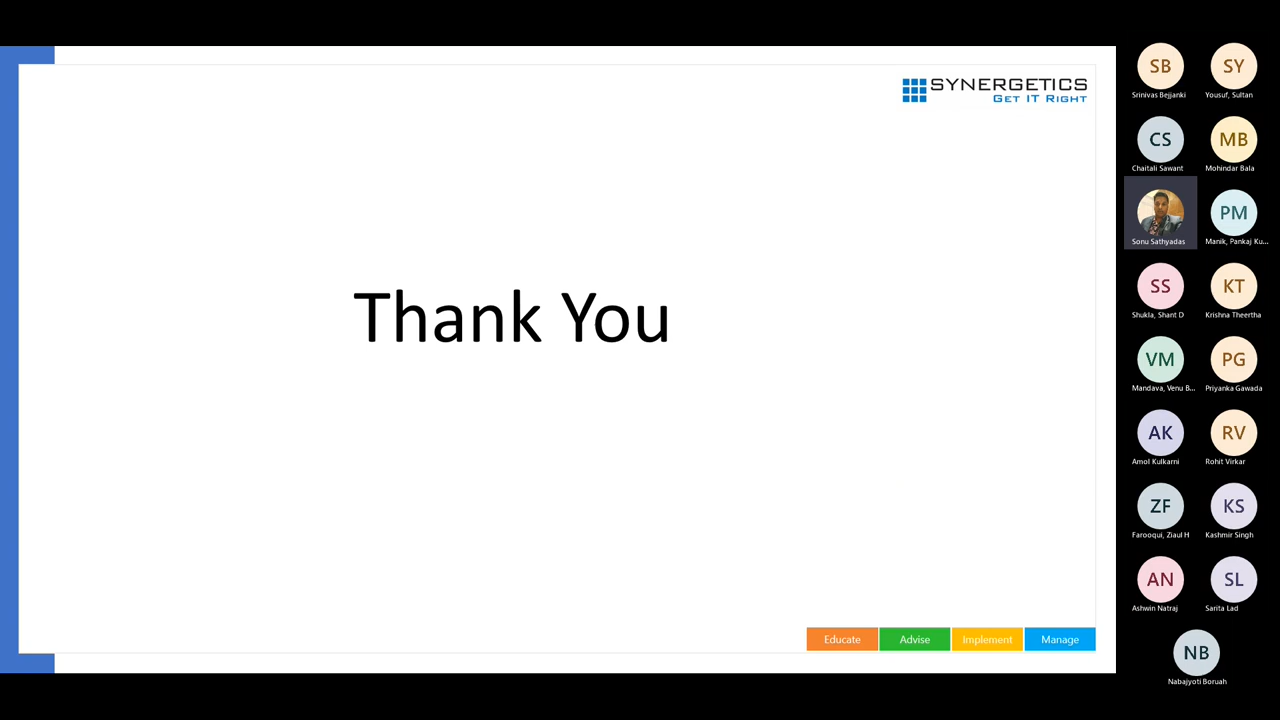 SYNERGETICS
GET IT RIGHT
Thank You
Educate Advise Implement Manage
SB SY
Srinivas Bejjanki Yousuf, Sultan
CS MB
Chaitali Sawant Mohindar Bala
PM
Sonu Sathyadas Manik, Pankaj Ku...
SS KT
Shukla, Shant D Krishna Theertha
VM PG
Mandava, Venu B... Priyanka Gawada
AK RV
Amol Kulkarni Rohit Virkar
ZF KS
Farooqui, Ziaul H Kashmir Singh
AN SL
Ashwin Natraj Sarita Lad
NB
Nabajyoti Boruah